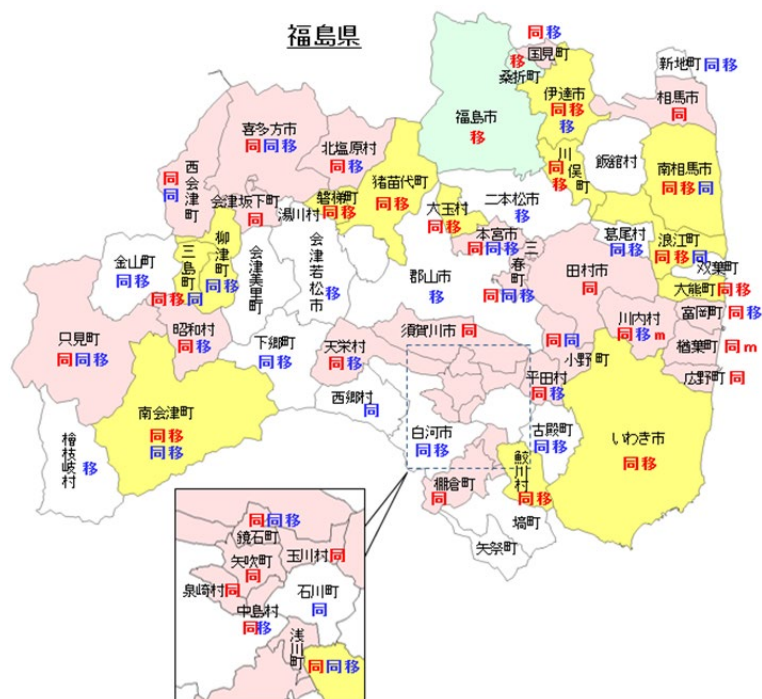 福島県
同移
国見町
移
桑折町
新地町同移
伊達市
同移
移
相馬市
同
福島市
移
喜多方市
同同移
北塩原村
同移
西会津町
同
同
猪苗代町
同移
川俣町
同
移
飯舘村
南相馬市
同移同
会津坂下町
同
湯川村
磐梯町
同移
大玉村
同移
二本松市
移
本宮市
同同移
葛尾村
同移
浪江町
同移同
双葉町
大熊町同移
金山町
同移
三島町
同移
同
柳津町
同移
会津美里町
会津若松市
移
郡山市
移
三春町
同同移
田村市
同
富岡町
同移
川内村
同移m
楢葉町同m
広野町同
只見町
同同移
昭和村
同移
下郷町
同移
天栄村
同移
須賀川市同
同同
小野町
平田村
同移
西郷村
同
白河市
同移
古殿町
同移
いわき市
同移
南会津町
同移
同移
檜枝岐村
移
棚倉町
同
鮫川村
同移
塙町
矢祭町
同同移
鏡石町
玉川村同
矢吹町
同
泉崎村同
石川町
同
中島村
同移
浅川町
同同移